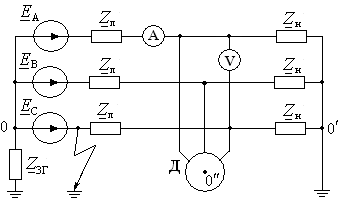 E_A Z_л A Z_н
E_B Z_л V Z_н
E_C Z_л Z_н
0 0'
Z_ЗГ Д 0''